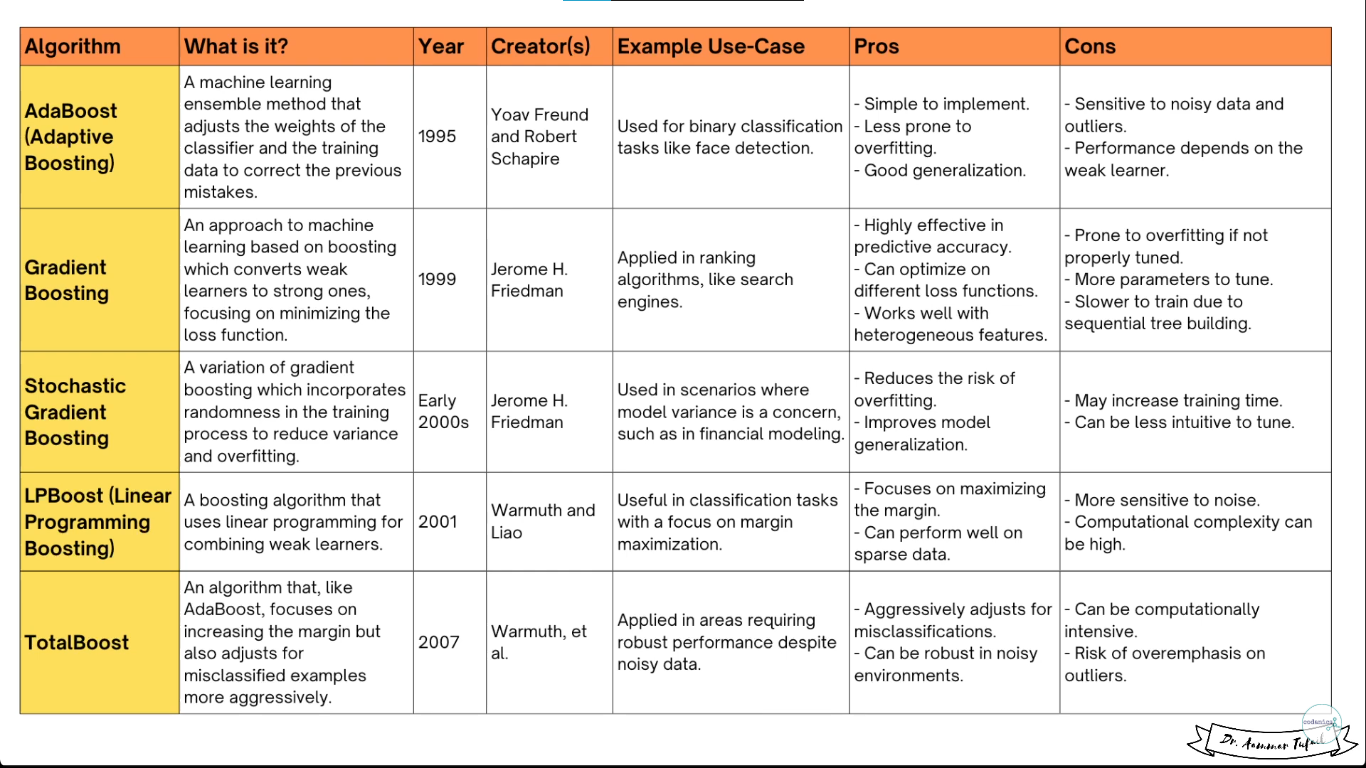 Algorithm
What is it?
Year
Creator(s)
Example Use-Case
Pros
Cons
AdaBoost
(Adaptive
Boosting)
A machine learning
ensemble method that
adjusts the weights of the
classifier and the training
data to correct the previous
mistakes.
1995
Yoav Freund
and Robert
Schapire
Used for binary classification
tasks like face detection.
- Simple to implement.
- Less prone to
overfitting.
- Good generalization.
- Sensitive to noisy data and
outliers.
- Performance depends on the
weak learner.
Gradient
Boosting
An approach to machine
learning based on boosting
which converts weak
learners to strong ones,
focusing on minimizing the
loss function.
1999
Jerome H.
Friedman
Applied in ranking
algorithms, like search
engines.
- Highly effective in
predictive accuracy.
- Can optimize on
different loss functions.
- Works well with
heterogeneous features.
- Prone to overfitting if not
properly tuned.
- More parameters to tune.
- Slower to train due to
sequential tree building.
Stochastic
Gradient
Boosting
A variation of gradient
boosting which incorporates
randomness in the training
process to reduce variance
and overfitting.
Early
2000s
Jerome H.
Friedman
Used in scenarios where
model variance is a concern,
such as in financial modeling.
- Reduces the risk of
overfitting.
- Improves model
generalization.
- May increase training time.
- Can be less intuitive to tune.
LPBoost (Linear
Programming
Boosting)
A boosting algorithm that
uses linear programming for
combining weak learners.
2001
Warmuth and
Liao
Useful in classification tasks
with a focus on margin
maximization.
- Focuses on maximizing
the margin.
- Can perform well on
sparse data.
- More sensitive to noise.
- Computational complexity can
be high.
TotalBoost
An algorithm that, like
AdaBoost, focuses on
increasing the margin but
also adjusts for
misclassified examples
more aggressively.
2007
Warmuth, et
al.
Applied in areas requiring
robust performance despite
noisy data.
- Aggressively adjusts for
misclassifications.
- Can be robust in noisy
environments.
- Can be computationally
intensive.
- Risk of overemphasis on
outliers.
codanics
Dr. Aammar Tufail